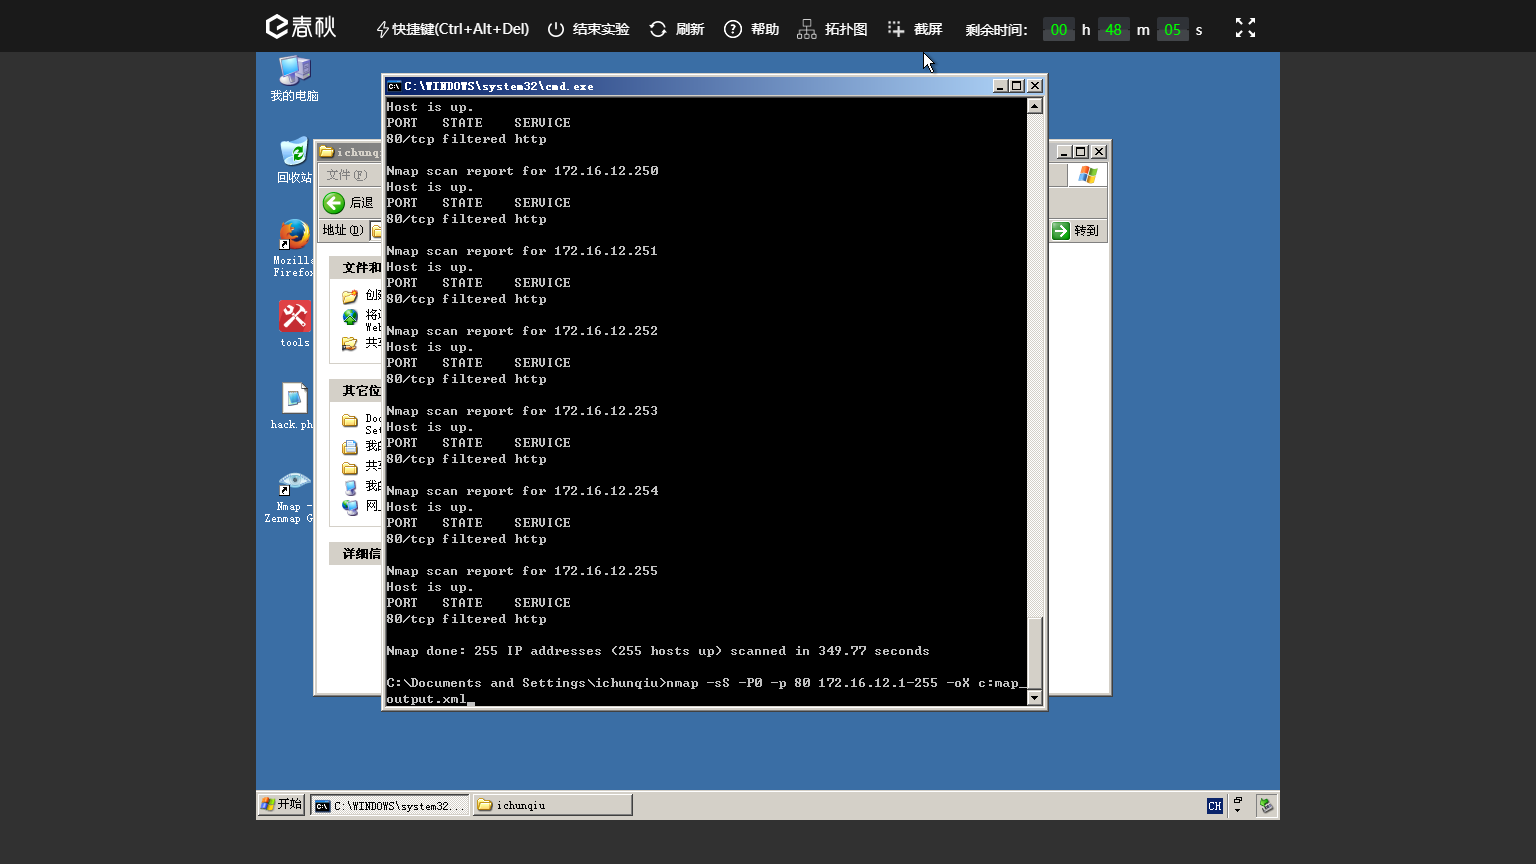 春秋
快捷键(Ctrl+Alt+Del)
结束实验
刷新
帮助
拓扑图
截屏
剩余时间:
00 h 48 m 05 s
我的电脑
回收站
Mozilla
Firefox
tools
hack.ph
Nmap -
Zenmap G
ichunq
文件(F)
后退
地址(D)
转到
文件和
创建
Web
共享
其它位
Doc
Set
我的
共享
我的
网上
详细信
C:\WINDOWS\system32\cmd.exe
Host is up.
PORT   STATE    SERVICE
80/tcp filtered http
Nmap scan report for 172.16.12.250
Host is up.
PORT   STATE    SERVICE
80/tcp filtered http
Nmap scan report for 172.16.12.251
Host is up.
PORT   STATE    SERVICE
80/tcp filtered http
Nmap scan report for 172.16.12.252
Host is up.
PORT   STATE    SERVICE
80/tcp filtered http
Nmap scan report for 172.16.12.253
Host is up.
PORT   STATE    SERVICE
80/tcp filtered http
Nmap scan report for 172.16.12.254
Host is up.
PORT   STATE    SERVICE
80/tcp filtered http
Nmap scan report for 172.16.12.255
Host is up.
PORT   STATE    SERVICE
80/tcp filtered http
Nmap done: 255 IP addresses (255 hosts up) scanned in 349.77 seconds
C:\Documents and Settings\ichunqiu>nmap -sS -P0 -p 80 172.16.12.1-255 -oX c:map_
output.xml
开始
C:\WINDOWS\system32...
ichunqiu
CH